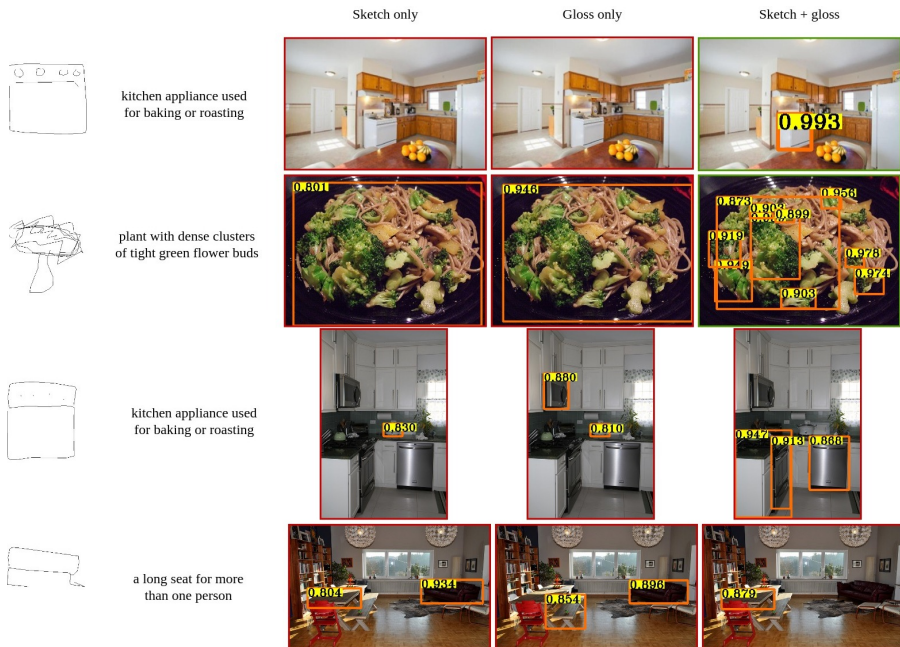 Sketch only Gloss only Sketch + gloss
kitchen appliance used
for baking or roasting
0.993
plant with dense clusters
of tight green flower buds
0.801
0.946
0.956
0.873
0.899
0.919
0.978
0.949
0.974
0.903
kitchen appliance used
for baking or roasting
0.830
0.880
0.810
0.947
0.913
0.868
a long seat for more
than one person
0.804
0.934
0.854
0.896
0.879